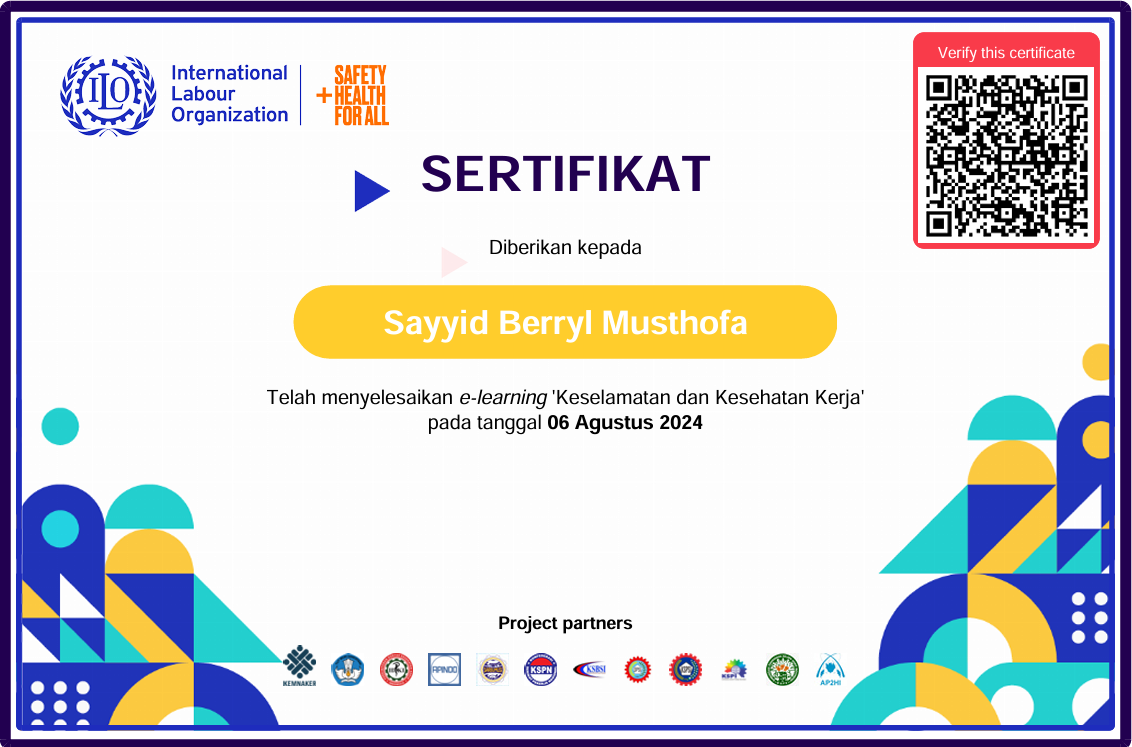 ILO
International
Labour
Organization
+SAFETY
HEALTH
FOR ALL
Verify this certificate
SERTIFIKAT
Diberikan kepada
Sayyid Berryl Musthofa
Telah menyelesaikan e-learning 'Keselamatan dan Kesehatan Kerja'
pada tanggal 06 Agustus 2024
Project partners
KEMNAKER
APINDO
KSPN
KSBSI
KSPI
AP2HI